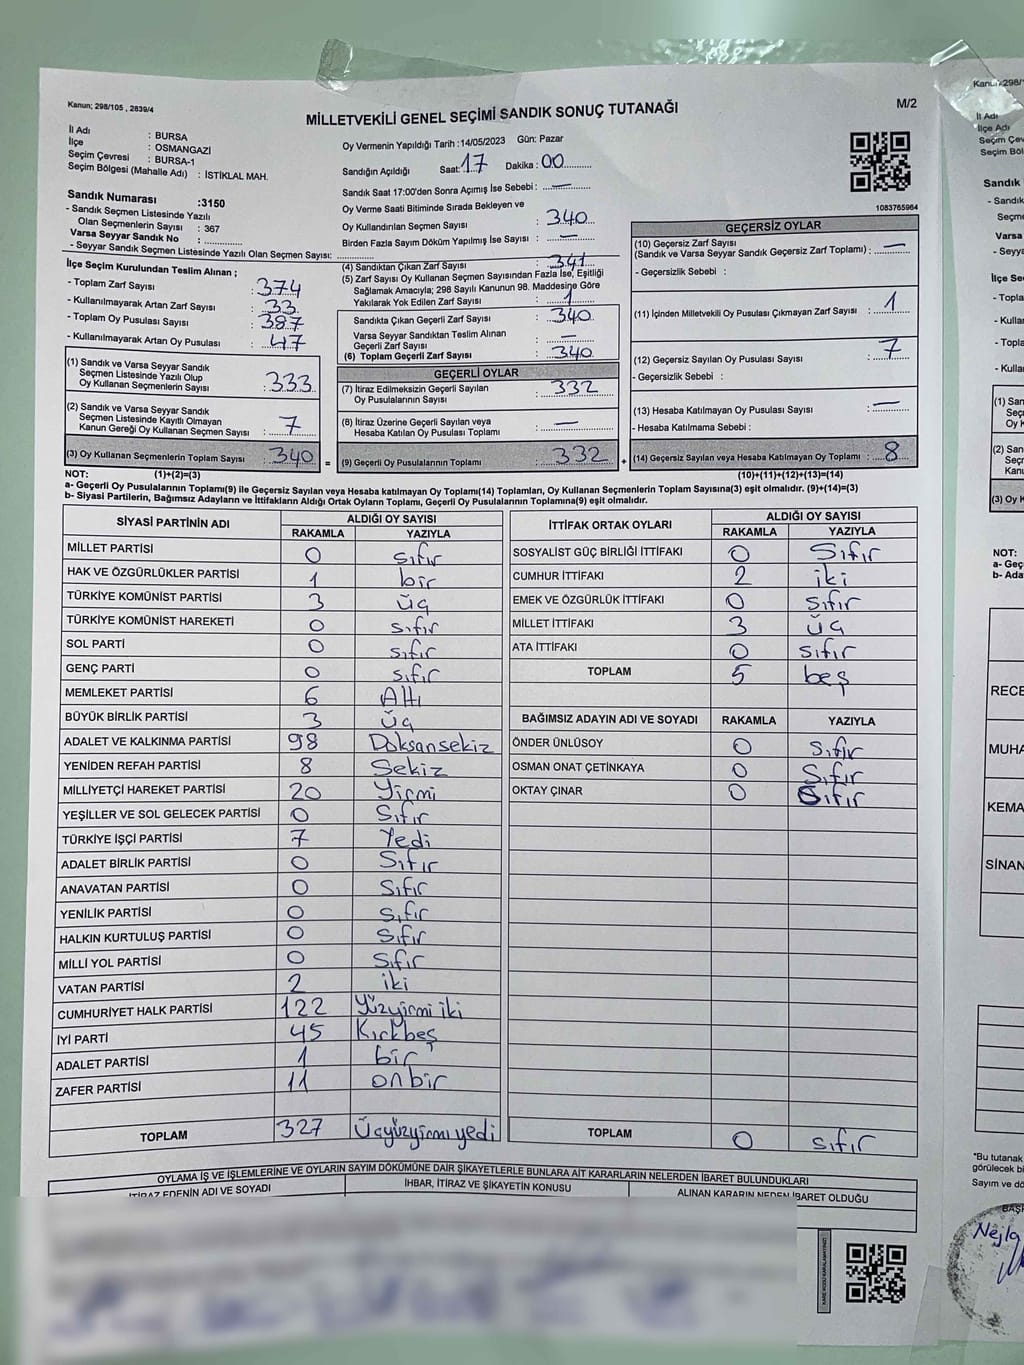 Kanun; 298/105 , 2839/4
MİLLETVEKİLİ GENEL SEÇİMİ SANDIK SONUÇ TUTANAĞI
M/2
İl Adı : BURSA
İlçe : OSMANGAZİ
Seçim Çevresi : BURSA-1
Seçim Bölgesi (Mahalle Adı) : İSTİKLAL MAH.
Oy Vermenin Yapıldığı Tarih :14/05/2023 Gün: Pazar
Sandığın Açıldığı Saat: 17 Dakika : 00
Sandık Saat 17:00'den Sonra Açımış İse Sebebi : —
Oy Verme Saati Bitiminde Sırada Bekleyen ve
Oy Kullandırılan Seçmen Sayısı : 340
Birden Fazla Sayım Döküm Yapılmış İse Sayısı : —
Sandık Numarası :3150
- Sandık Seçmen Listesinde Yazılı
Olan Seçmenlerin Sayısı : 367
Varsa Seyyar Sandık No :
- Seyyar Sandık Seçmen Listesinde Yazılı Olan Seçmen Sayısı:
1083765964
İlçe Seçim Kurulundan Teslim Alınan ;
- Toplam Zarf Sayısı : 374
- Kullanılmayarak Artan Zarf Sayısı : 33
- Toplam Oy Pusulası Sayısı : 387
- Kullanılmayarak Artan Oy Pusulası : 47
(1) Sandık ve Varsa Seyyar Sandık
Seçmen Listesinde Yazılı Olup
Oy Kullanan Seçmenlerin Sayısı : 333
(2) Sandık ve Varsa Seyyar Sandık
Seçmen Listesinde Kayıtlı Olmayan
Kanun Gereği Oy Kullanan Seçmen Sayısı : 7
(3) Oy Kullanan Seçmenlerin Toplam Sayısı : 340
(4) Sandıktan Çıkan Zarf Sayısı : 341
(5) Zarf Sayısı Oy Kullanan Seçmen Sayısından Fazla İse, Eşitliği
Sağlamak Amacıyla; 298 Sayılı Kanunun 98. Maddesine Göre
Yakılarak Yok Edilen Zarf Sayısı : 1
Sandıkta Çıkan Geçerli Zarf Sayısı : 340
Varsa Seyyar Sandıktan Teslim Alınan
Geçerli Zarf Sayısı : —
(6) Toplam Geçerli Zarf Sayısı : 340
GEÇERLİ OYLAR
(7) İtiraz Edilmeksizin Geçerli Sayılan
Oy Pusulalarının Sayısı : 332
(8) İtiraz Üzerine Geçerli Sayılan veya
Hesaba Katılan Oy Pusulası Toplamı : —
= (9) Geçerli Oy Pusulalarının Toplamı : 332 +
GEÇERSİZ OYLAR
(10) Geçersiz Zarf Sayısı
(Sandık ve Varsa Seyyar Sandık Geçersiz Zarf Toplamı) : —
- Geçersizlik Sebebi :
(11) İçinden Milletvekili Oy Pusulası Çıkmayan Zarf Sayısı : 1
(12) Geçersiz Sayılan Oy Pusulası Sayısı : 7
- Geçersizlik Sebebi :
(13) Hesaba Katılmayan Oy Pusulası Sayısı : —
- Hesaba Katılmama Sebebi :
(14) Geçersiz Sayılan veya Hesaba Katılmayan Oy Toplamı : 8
NOT: (1)+(2)=(3) (10)+(11)+(12)+(13)=(14)
a- Geçerli Oy Pusulalarının Toplamı(9) ile Geçersiz Sayılan veya Hesaba katılmayan Oy Toplamı(14) Toplamları, Oy Kullanan Seçmenlerin Toplam Sayısına(3) eşit olmalıdır. (9)+(14)=(3)
b- Siyasi Partilerin, Bağımsız Adayların ve İttifakların Aldığı Ortak Oyların Toplamı, Geçerli Oy Pusulalarının Toplamına(9) eşit olmalıdır.
SİYASİ PARTİNİN ADI ALDIĞI OY SAYISI
RAKAMLA YAZIYLA
MİLLET PARTİSİ 0 sıfır
HAK VE ÖZGÜRLÜKLER PARTİSİ 1 bir
TÜRKİYE KOMÜNİST PARTİSİ 3 üç
TÜRKİYE KOMÜNİST HAREKETİ 0 sıfır
SOL PARTİ 0 sıfır
GENÇ PARTİ 0 sıfır
MEMLEKET PARTİSİ 6 Altı
BÜYÜK BİRLİK PARTİSİ 3 üç
ADALET VE KALKINMA PARTİSİ 98 Doksansekiz
YENİDEN REFAH PARTİSİ 8 Sekiz
MİLLİYETÇİ HAREKET PARTİSİ 20 Yirmi
YEŞİLLER VE SOL GELECEK PARTİSİ 0 Sıfır
TÜRKİYE İŞÇİ PARTİSİ 7 Yedi
ADALET BİRLİK PARTİSİ 0 Sıfır
ANAVATAN PARTİSİ 0 Sıfır
YENİLİK PARTİSİ 0 Sıfır
HALKIN KURTULUŞ PARTİSİ 0 Sıfır
MİLLİ YOL PARTİSİ 0 Sıfır
VATAN PARTİSİ 2 iki
CUMHURİYET HALK PARTİSİ 122 Yüzyirmi iki
İYİ PARTİ 45 Kırkbeş
ADALET PARTİSİ 1 bir
ZAFER PARTİSİ 11 onbir
TOPLAM 327 Üçyüzyirmi yedi
İTTİFAK ORTAK OYLARI ALDIĞI OY SAYISI
RAKAMLA YAZIYLA
SOSYALİST GÜÇ BİRLİĞİ İTTİFAKI 0 Sıfır
CUMHUR İTTİFAKI 2 iki
EMEK VE ÖZGÜRLÜK İTTİFAKI 0 sıfır
MİLLET İTTİFAKI 3 üç
ATA İTTİFAKI 0 sıfır
TOPLAM 5 beş
BAĞIMSIZ ADAYIN ADI VE SOYADI RAKAMLA YAZIYLA
ÖNDER ÜNLÜSOY 0 Sıfır
OSMAN ONAT ÇETİNKAYA 0 Sıfır
OKTAY ÇINAR 0 Sıfır
TOPLAM 0 sıfır
OYLAMA İŞ VE İŞLEMLERİNE VE OYLARIN SAYIM DÖKÜMÜNE DAİR ŞİKAYETLERLE BUNLARA AİT KARARLARIN NELERDEN İBARET BULUNDUKLARI
İTİRAZ EDENİN ADI VE SOYADI İHBAR, İTİRAZ VE ŞİKAYETİN KONUSU ALINAN KARARIN NEDEN İBARET OLDUĞU
Kanun; 298/
İl Adı
İlçe Adı
Seçim Çev
Seçim Böl
Sandık
- Sandık
Seçme
Varsa
- Seyya
İlçe Se
- Topla
- Kulla
- Topla
- Kulla
(1) San
Seç
Oy K
(2) San
Seç
Kanu
(3) Oy K
NOT:
a- Geç
b- Ada
RECE
MUHA
KEMA
SİNAN
"Bu tutanak
görülecek bi
Sayım ve dö
BAŞK
Nejla